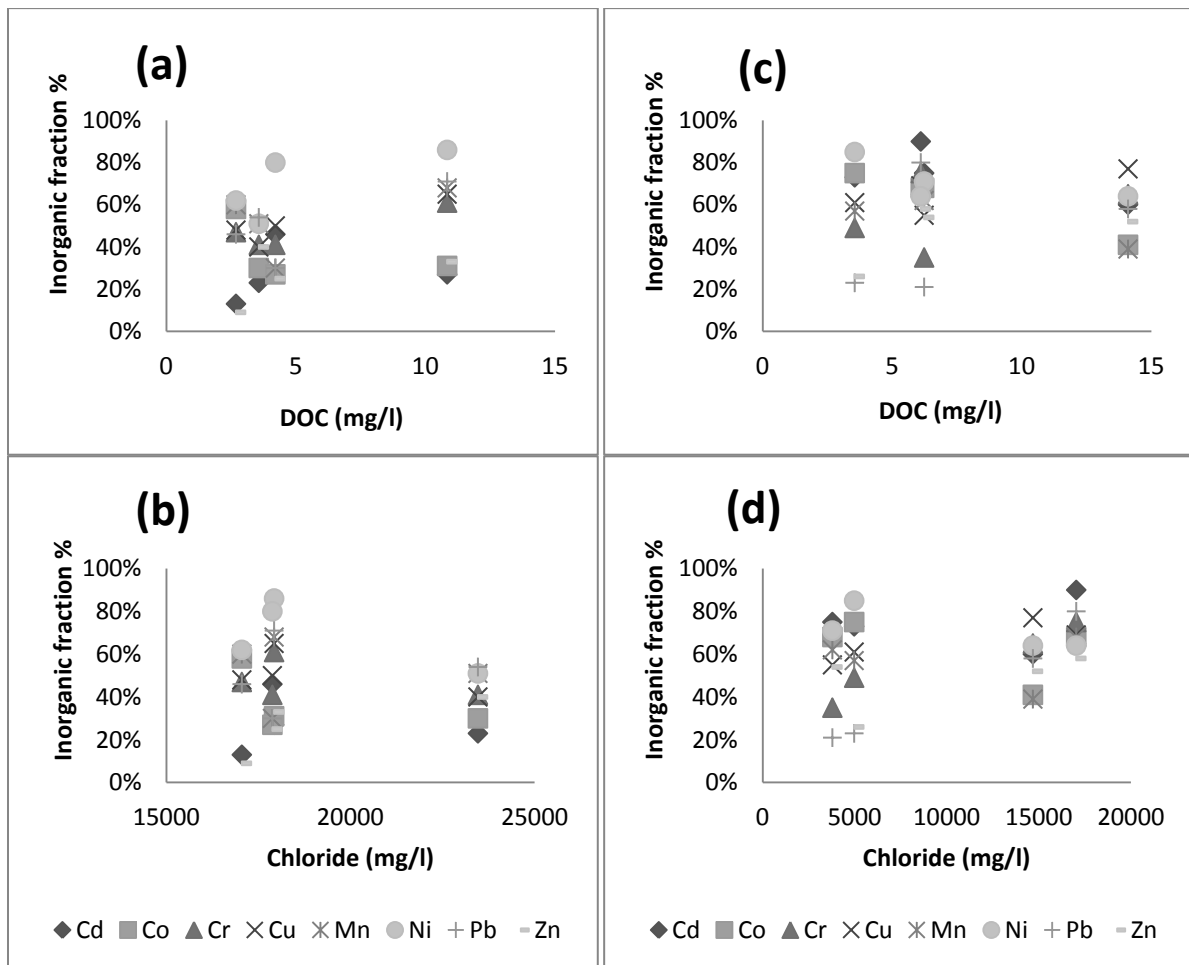 (a)
Inorganic fraction %
100%
80%
60%
40%
20%
0%
0 5 10 15
DOC (mg/l)
(c)
Inorganic fraction %
100%
80%
60%
40%
20%
0%
0 5 10 15
DOC (mg/l)
(b)
Inorganic fraction %
100%
80%
60%
40%
20%
0%
15000 20000 25000
Chloride (mg/l)
Cd Co Cr Cu Mn Ni Pb Zn
(d)
Inorganic fraction %
100%
80%
60%
40%
20%
0%
0 5000 10000 15000 20000
Chloride (mg/l)
Cd Co Cr Cu Mn Ni Pb Zn